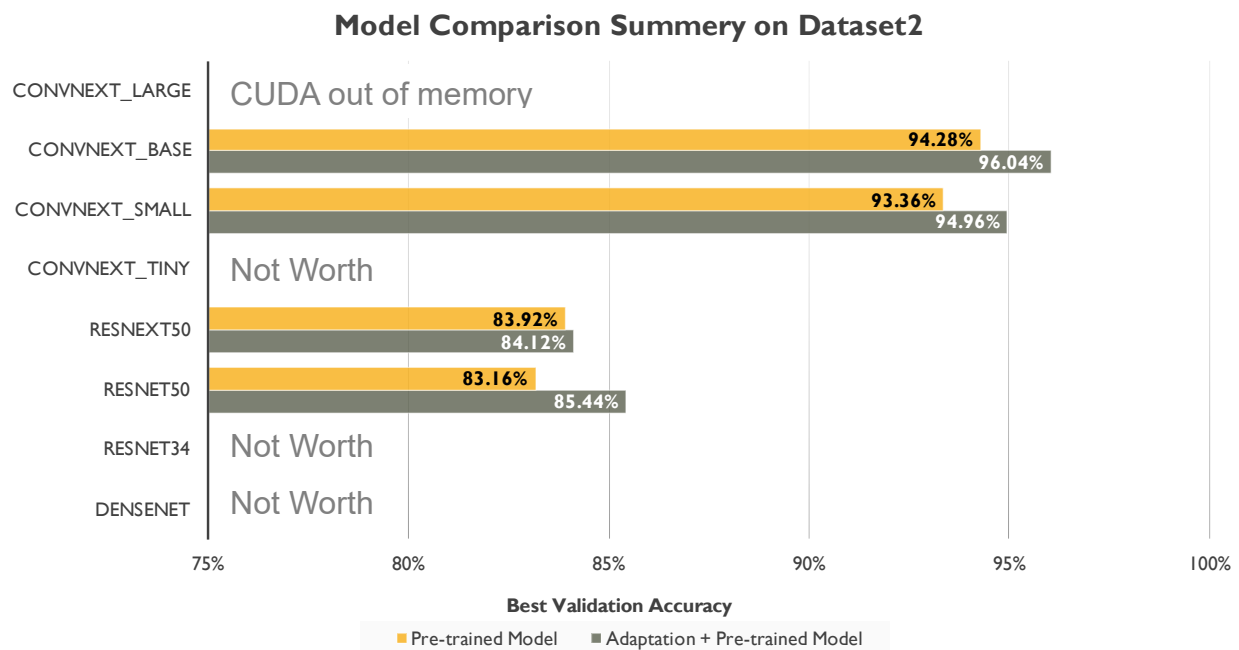 Model Comparison Summery on Dataset2
CONVNEXT_LARGE CUDA out of memory
CONVNEXT_BASE 94.28%
96.04%
CONVNEXT_SMALL 93.36%
94.96%
CONVNEXT_TINY Not Worth
RESNEXT50 83.92%
84.12%
RESNET50 83.16%
85.44%
RESNET34 Not Worth
DENSENET Not Worth
75% 80% 85% 90% 95% 100%
Best Validation Accuracy
Pre-trained Model Adaptation + Pre-trained Model